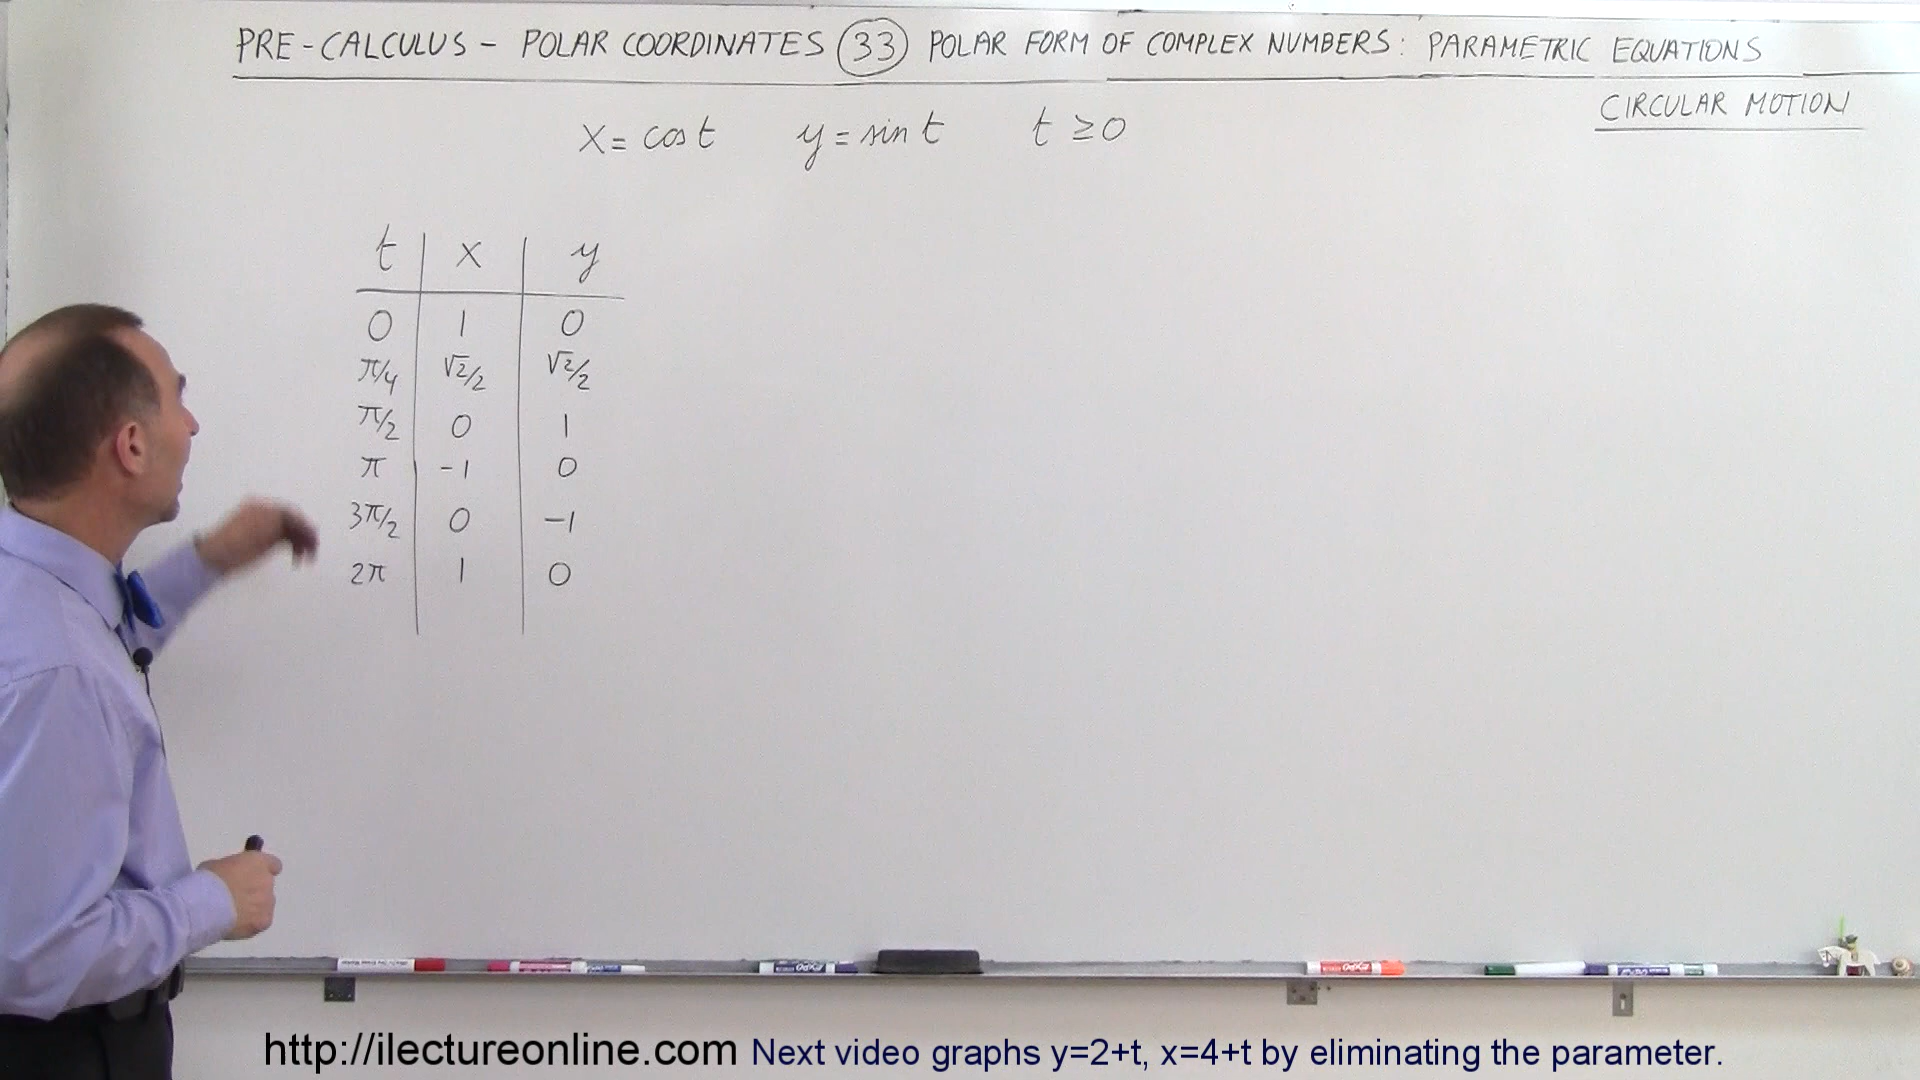 PRE-CALCULUS - POLAR COORDINATES 33 POLAR FORM OF COMPLEX NUMBERS: PARAMETRIC EQUATIONS
CIRCULAR MOTION
x = cos t y = sin t t ≥ 0
t x y
0 1 0
π/4 √2/2 √2/2
π/2 0 1
π -1 0
3π/2 0 -1
2π 1 0
EXPO EXPO
http://ilectureonline.com Next video graphs y=2+t, x=4+t by eliminating the parameter.